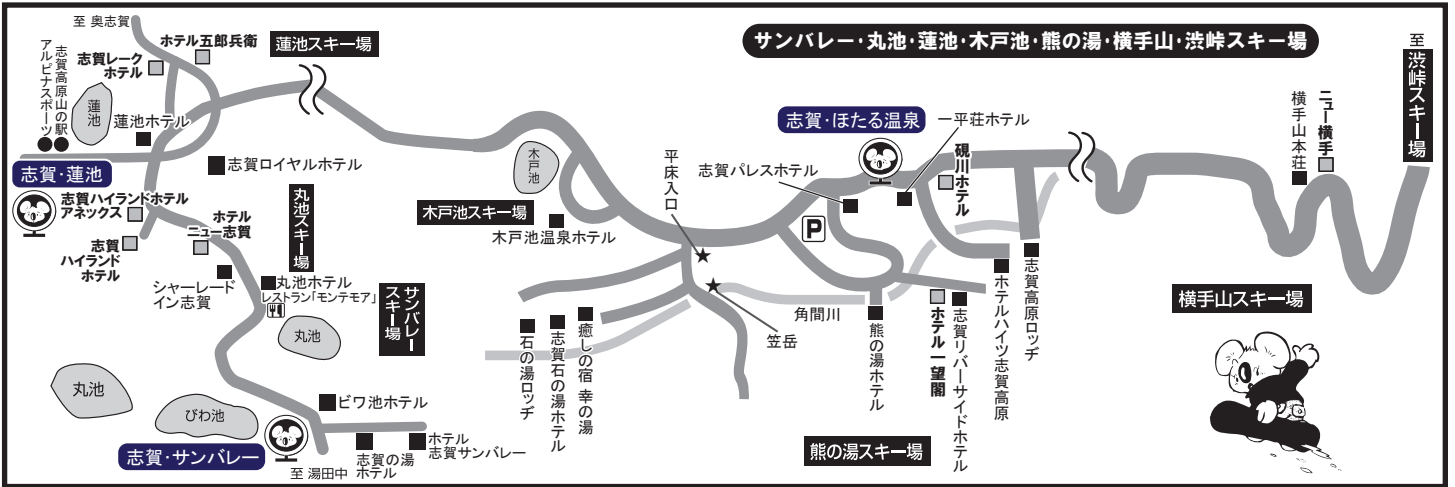 サンバレー・丸池・蓮池・木戸池・熊の湯・横手山・渋峠スキー場
至 奥志賀
ホテル五郎兵衛
志賀レーク
ホテル
蓮池スキー場
志賀高原山の駅
アルピナスポーツ
蓮池
蓮池ホテル
志賀ロイヤルホテル
志賀・蓮池
志賀ハイランドホテル
アネックス
志賀
ハイランド
ホテル
ホテル
ニュー志賀
シャーレード
イン志賀
丸池スキー場
丸池ホテル
レストラン「モンテモア」
サンバレー
スキー場
丸池
丸池
びわ池
ビワ池ホテル
志賀・サンバレー
至 湯田中
志賀の湯
ホテル
ホテル
志賀サンバレー
木戸池
木戸池スキー場
木戸池温泉ホテル
平床入口
笠岳
角間川
石の湯ロッヂ
志賀石の湯ホテル
癒しの宿 幸の湯
志賀・ほたる温泉
志賀パレスホテル
一平荘ホテル
硯川ホテル
P
熊の湯ホテル
ホテル一望閣
志賀リバーサイドホテル
ホテルハイツ志賀高原
志賀高原ロッヂ
熊の湯スキー場
横手山スキー場
横手山本荘
ニュー横手
至
渋峠スキー場